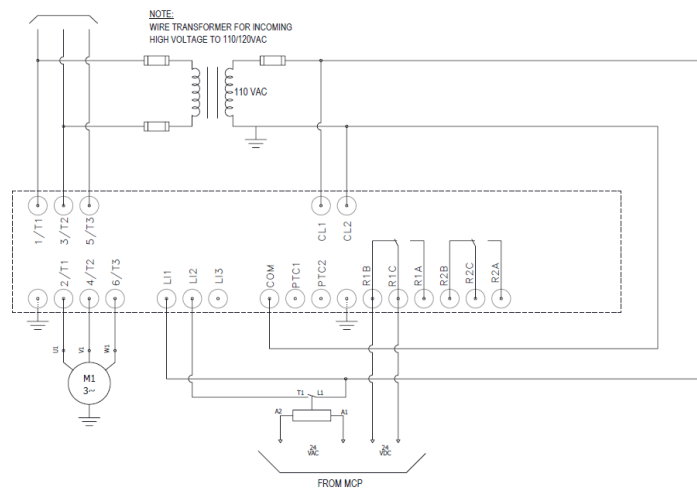 NOTE:
WIRE TRANSFORMER FOR INCOMING
HIGH VOLTAGE TO 110/120VAC
110 VAC
1/T1
3/T2
5/T3
CL1
CL2
2/T1
4/T2
6/T3
LI1
LI2
LI3
COM
PTC1
PTC2
R1B
R1C
R1A
R2B
R2C
R2A
U1
V1
W1
M1
3~
T1
L1
A2
A1
24
VAC
24
VDC
FROM MCP